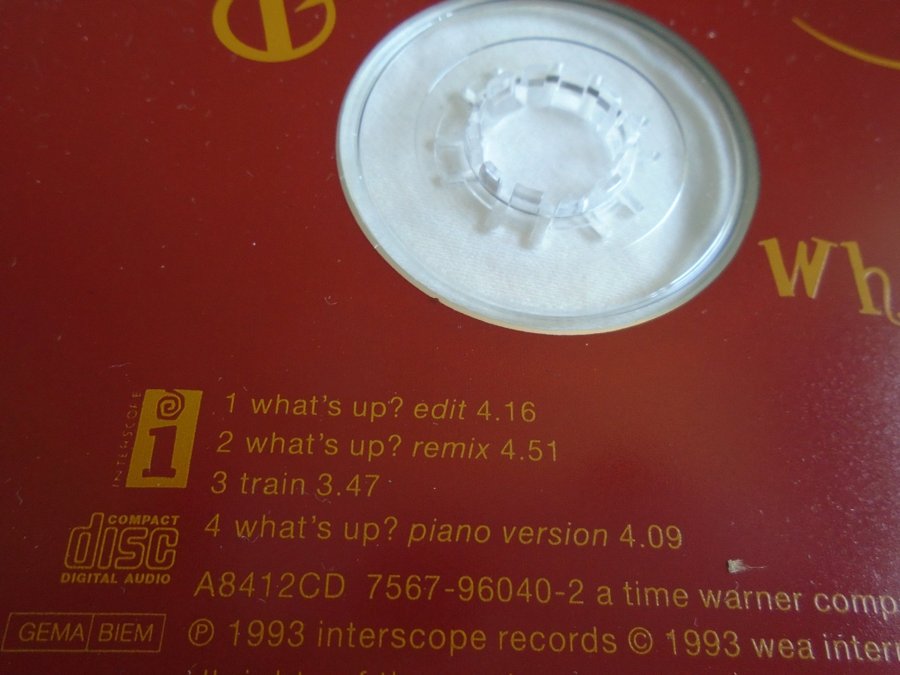 Wh
INTERSCOPE
i
1 what's up? edit 4.16
2 what's up? remix 4.51
3 train 3.47
4 what's up? piano version 4.09
COMPACT
disc
DIGITAL AUDIO
A8412CD 7567-96040-2 a time warner comp
GEMA BIEM
℗ 1993 interscope records © 1993 wea intern